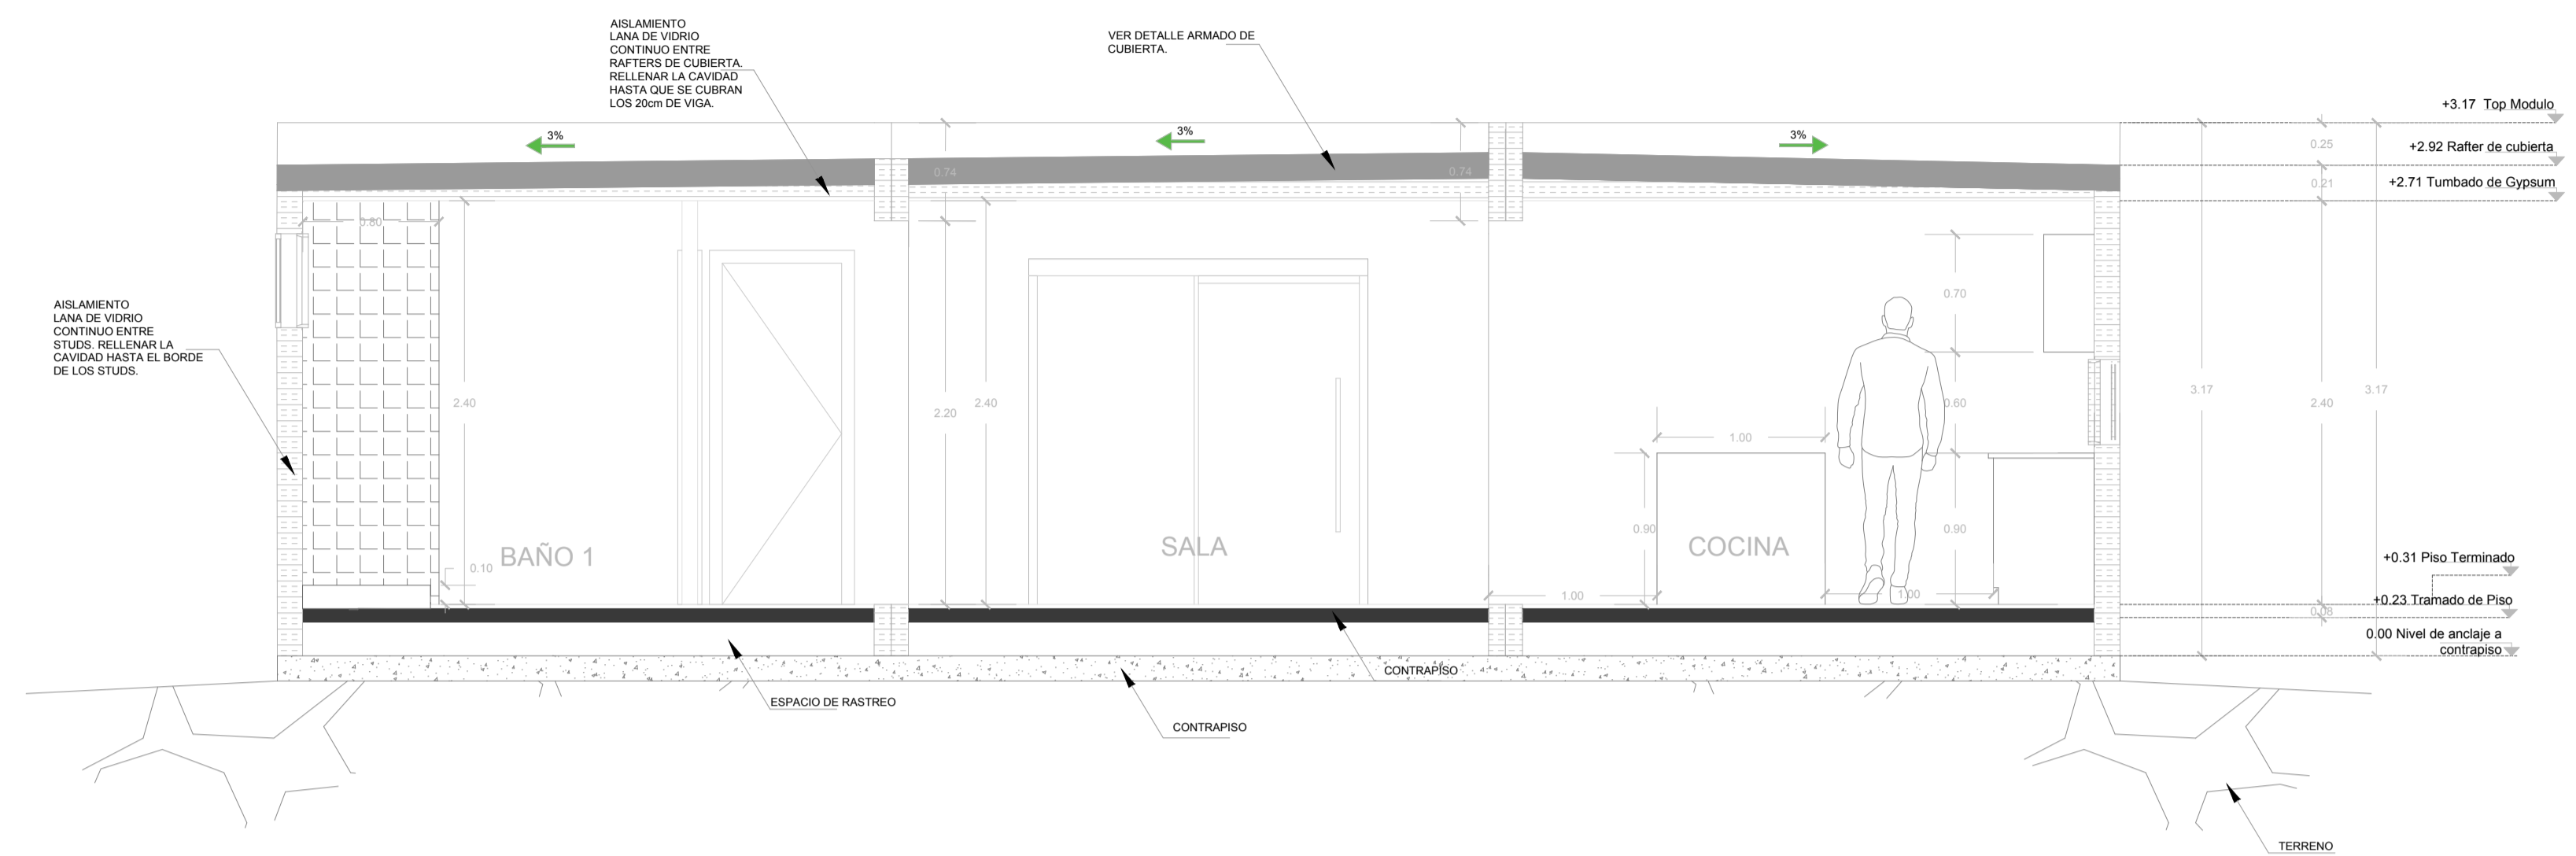 AISLAMIENTO
LANA DE VIDRIO
CONTINUO ENTRE
RAFTERS DE CUBIERTA.
RELLENAR LA CAVIDAD
HASTA QUE SE CUBRAN
LOS 20cm DE VIGA.
VER DETALLE ARMADO DE
CUBIERTA.
+3.17 Top Modulo
3%
3%
3%
0.25
+2.92 Rafter de cubierta
0.74
0.74
0.21
+2.71 Tumbado de Gypsum
0.80
AISLAMIENTO
LANA DE VIDRIO
CONTINUO ENTRE
STUDS. RELLENAR LA
CAVIDAD HASTA EL BORDE
DE LOS STUDS.
0.70
3.17
3.17
2.40
2.20
2.40
0.60
2.40
1.00
0.90
0.90
BAÑO 1
SALA
COCINA
0.10
+0.31 Piso Terminado
1.00
1.00
+0.23 Tramado de Piso
0.08
0.00 Nivel de anclaje a
contrapiso
CONTRAPISO
ESPACIO DE RASTREO
CONTRAPISO
TERRENO